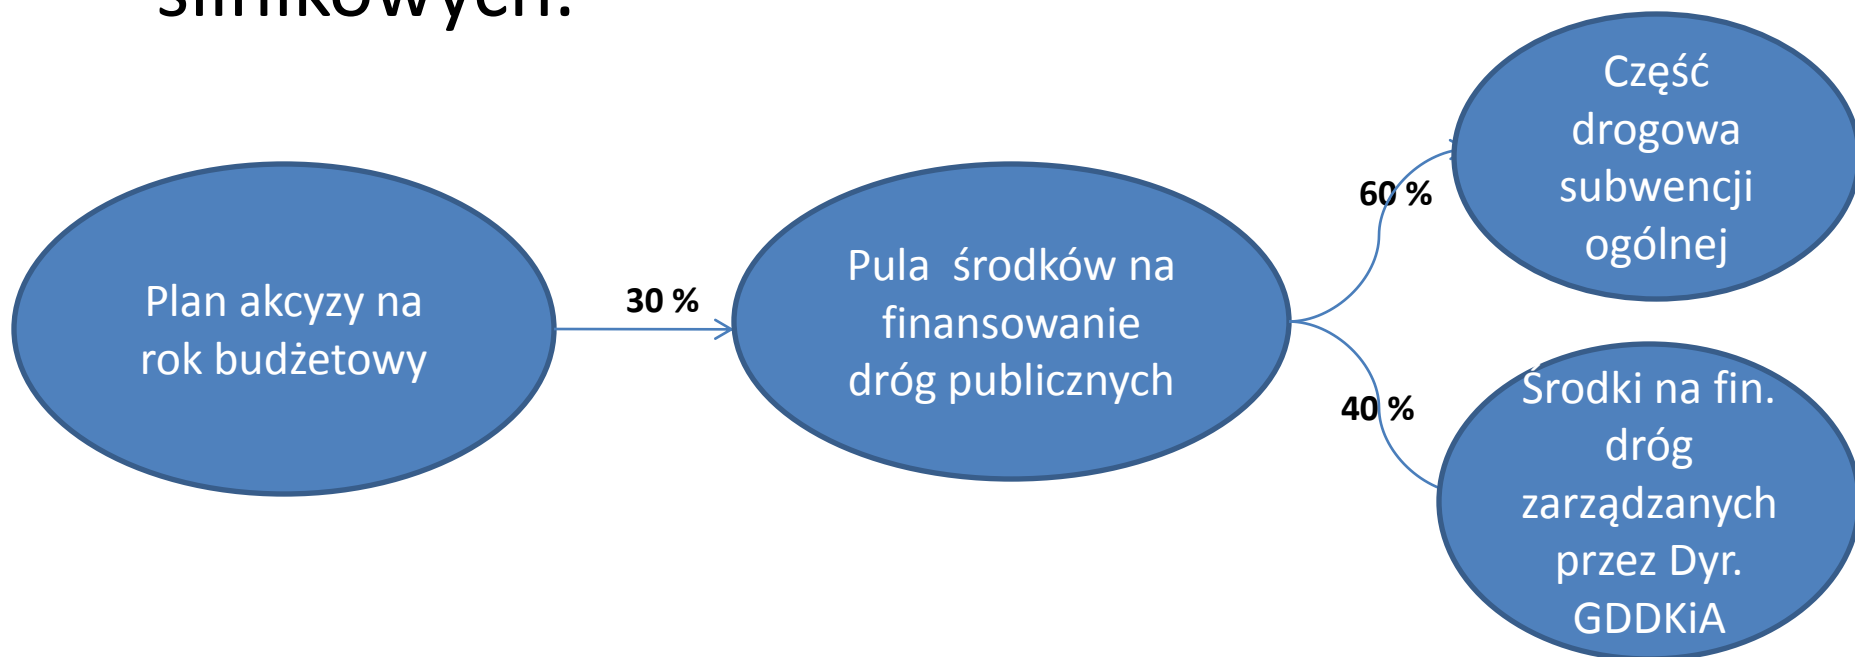 silnikowych.
Plan akcyzy na
rok budżetowy
30 %
Pula środków na
finansowanie
dróg publicznych
60 %
Część
drogowa
subwencji
ogólnej
40 %
Środki na fin.
dróg
zarządzanych
przez Dyr.
GDDKiA